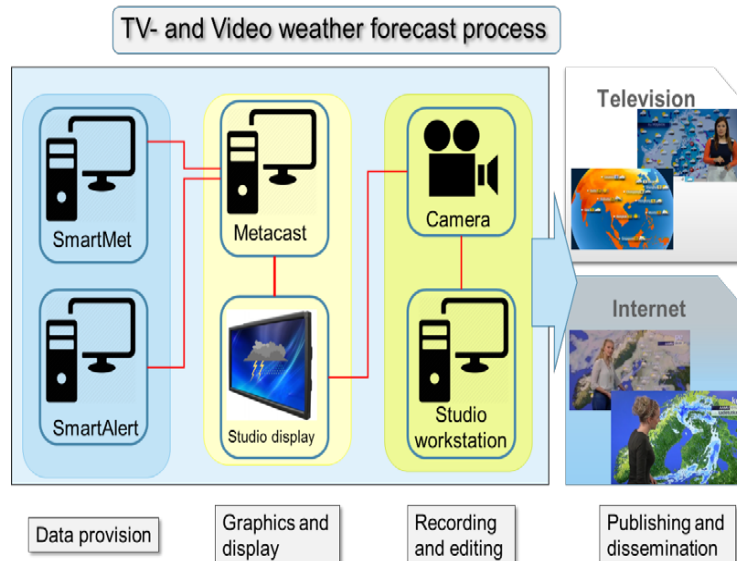 TV- and Video weather forecast process
SmartMet
SmartAlert
Metacast
Studio display
Camera
Studio
workstation
Television
Internet
Data provision
Graphics and
display
Recording
and editing
Publishing and
dissemination